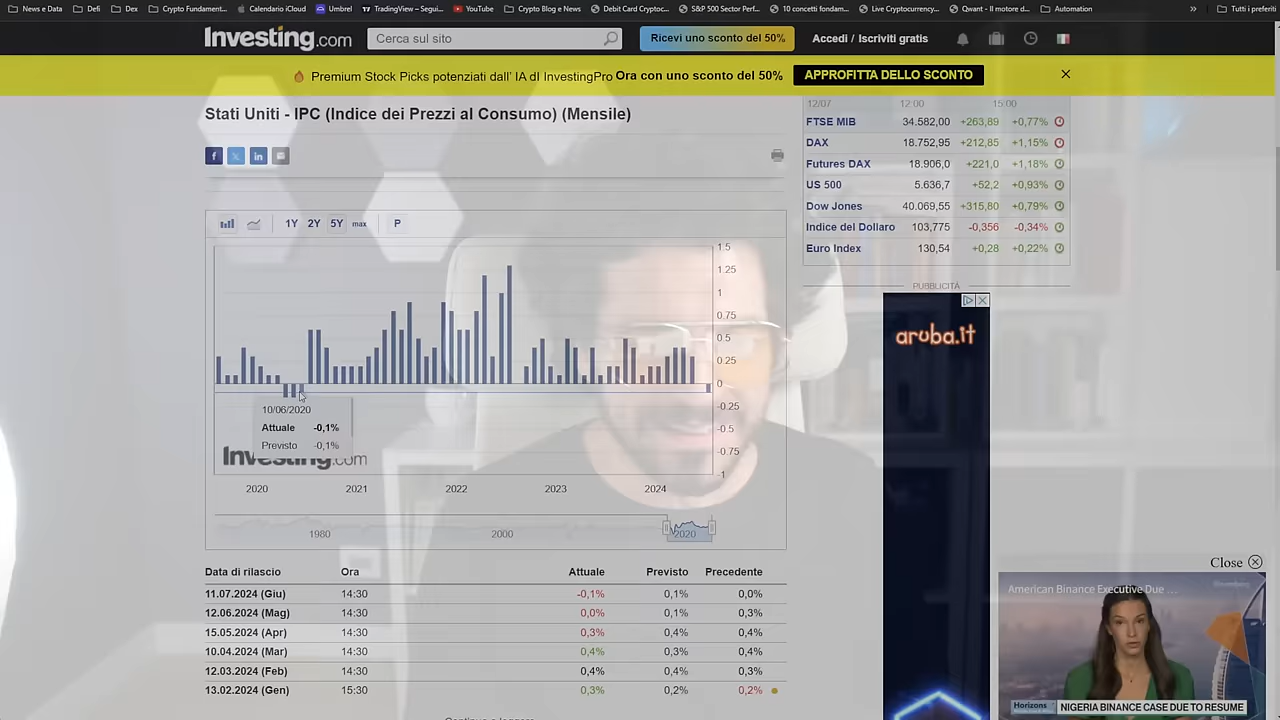 News e Data Defi Dex Crypto Fundament... Calendario iCloud Umbrel TradingView – Segui... YouTube Crypto Blog e News Debit Card Cryptoc... S&P 500 Sector Perf... 10 concetti fondam... Live Cryptocurrency... Qwant - Il motore d... Automation » Tutti i preferiti
Investing.com Cerca sul sito Ricevi uno sconto del 50% Accedi / Iscriviti gratis
Premium Stock Picks potenziati dall' IA di InvestingPro Ora con uno sconto del 50% APPROFITTA DELLO SCONTO
Stati Uniti - IPC (Indice dei Prezzi al Consumo) (Mensile)
12/07 12:00 15:00
FTSE MIB 34.582,00 +263,89 +0,77%
DAX 18.752,95 +212,85 +1,15%
Futures DAX 18.906,0 +221,0 +1,18%
US 500 5.636,7 +52,2 +0,93%
Dow Jones 40.069,55 +315,80 +0,79%
Indice del Dollaro 103,775 -0,356 -0,34%
Euro Index 130,54 +0,28 +0,22%
PUBBLICITÀ
1Y 2Y 5Y max P
1.5
1.25
1
0.75
0.5
0.25
0
-0.25
-0.5
-0.75
-1
10/06/2020
Attuale -0,1%
Previsto -0,1%
Investing.com
2020 2021 2022 2023 2024
1980 2000 2020
Data di rilascio Ora Attuale Previsto Precedente
11.07.2024 (Giu) 14:30 -0,1% 0,1% 0,0%
12.06.2024 (Mag) 14:30 0,0% 0,1% 0,3%
15.05.2024 (Apr) 14:30 0,3% 0,4% 0,4%
10.04.2024 (Mar) 14:30 0,4% 0,3% 0,4%
12.03.2024 (Feb) 14:30 0,4% 0,4% 0,3%
13.02.2024 (Gen) 15:30 0,3% 0,2% 0,2%
Continua a leggere
aruba.it
Close
American Binance Executive Due ...
Bloomberg
Horizons
NIGERIA BINANCE CASE DUE TO RESUME